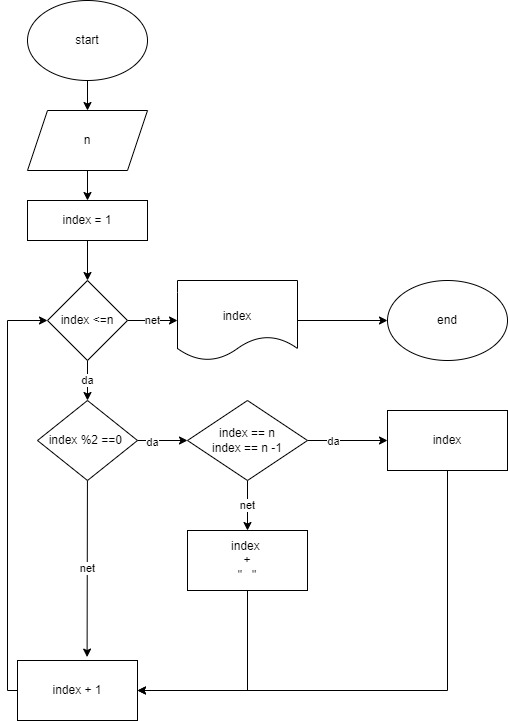 start
n
index = 1
index <=n
net
index
end
da
index %2 ==0
da
index == n
index == n -1
da
index
net
index
+
" "
net
index + 1